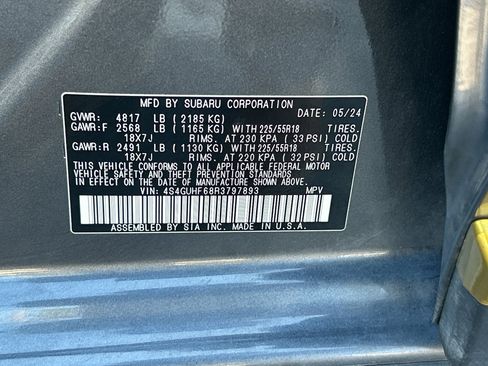 MFD BY SUBARU CORPORATION
GVWR: 4817 LB ( 2185 KG) DATE: 05/24
GAWR:F 2568 LB ( 1165 KG) WITH 225/55R18 TIRES.
18X7J RIMS. AT 230 KPA ( 33 PSI) COLD
GAWR:R 2491 LB ( 1130 KG) WITH 225/55R18 TIRES.
18X7J RIMS. AT 220 KPA ( 32 PSI) COLD
THIS VEHICLE CONFORMS TO ALL APPLICABLE FEDERAL MOTOR
VEHICLE SAFETY AND THEFT PREVENTION STANDARDS IN
EFFECT ON THE DATE OF MANUFACTURE SHOWN ABOVE.
VIN: 4S4GUHF68R3797893 MPV
ASSEMBLED BY SIA INC. MADE IN U.S.A.